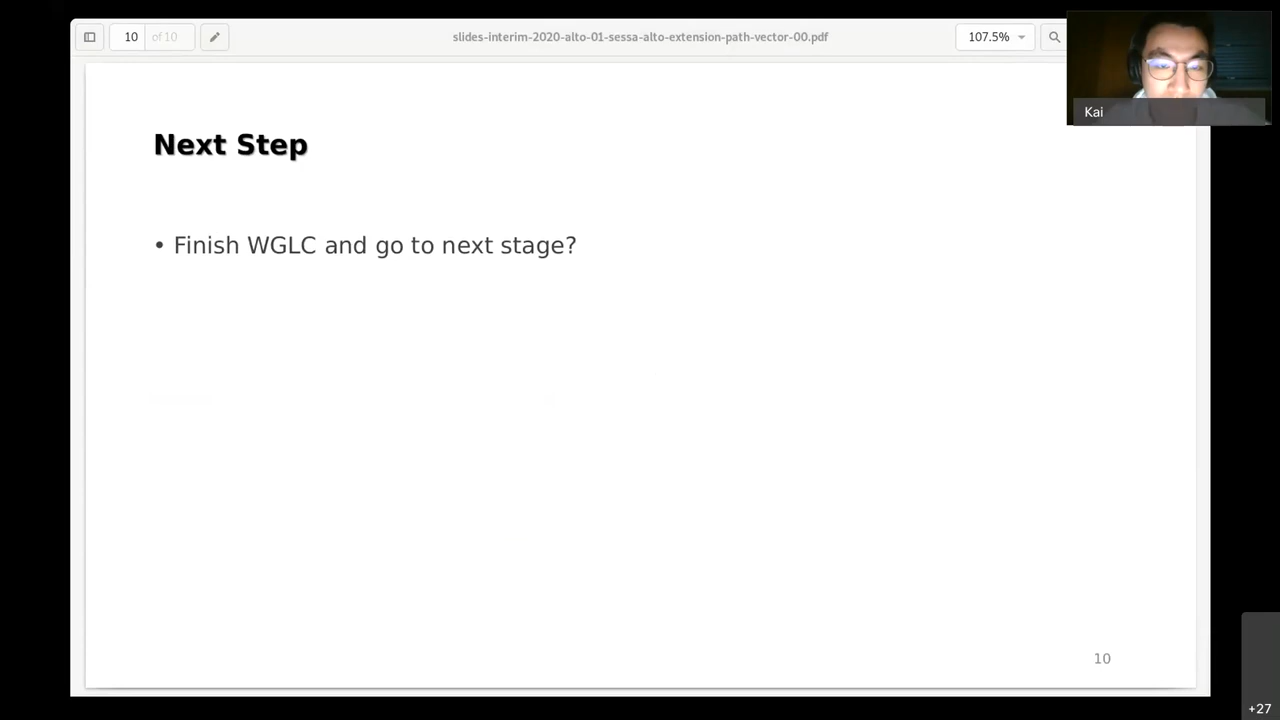 10 of 10
slides-interim-2020-alto-01-sessa-alto-extension-path-vector-00.pdf
107.5%
Kai
Next Step
• Finish WGLC and go to next stage?
10
+27